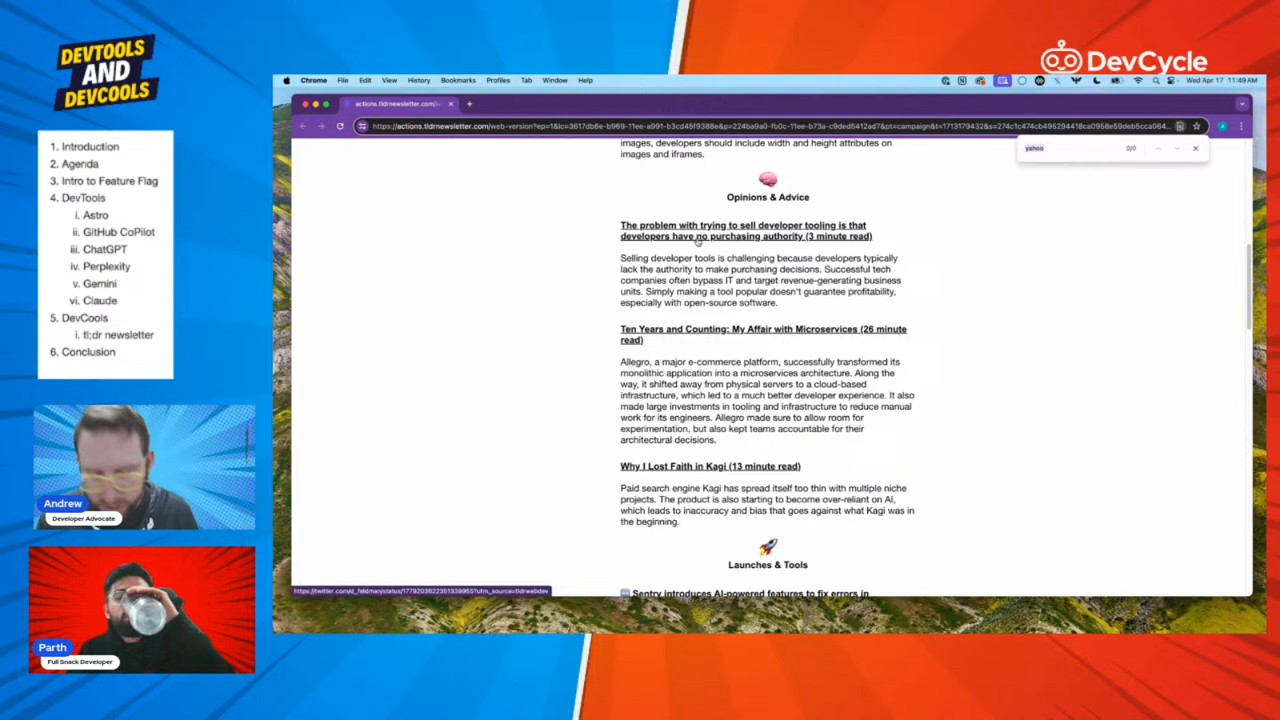 DEVTOOLS
AND
DEVCOOLS
DevCycle
1. Introduction
2. Agenda
3. Intro to Feature Flag
4. DevTools
i. Astro
ii. GitHub CoPilot
iii. ChatGPT
iv. Perplexity
v. Gemini
vi. Claude
5. DevCools
i. tl;dr newsletter
6. Conclusion
Andrew
Developer Advocate
Parth
Full Snack Developer
Chrome File Edit View History Bookmarks Profiles Tab Window Help
Wed Apr 17 11:49AM
actions.tldrnewsletter.com/w
yahoo 0/0
images, developers should include width and height attributes on
images and iframes.
Opinions & Advice
The problem with trying to sell developer tooling is that
developers have no purchasing authority (3 minute read)
Selling developer tools is challenging because developers typically
lack the authority to make purchasing decisions. Successful tech
companies often bypass IT and target revenue-generating business
units. Simply making a tool popular doesn't guarantee profitability,
especially with open-source software.
Ten Years and Counting: My Affair with Microservices (26 minute
read)
Allegro, a major e-commerce platform, successfully transformed its
monolithic application into a microservices architecture. Along the
way, it shifted away from physical servers to a cloud-based
infrastructure, which led to a much better developer experience. It also
made large investments in tooling and infrastructure to reduce manual
work for its engineers. Allegro made sure to allow room for
experimentation, but also kept teams accountable for their
architectural decisions.
Why I Lost Faith in Kagi (13 minute read)
Paid search engine Kagi has spread itself too thin with multiple niche
projects. The product is also starting to become over-reliant on AI,
which leads to inaccuracy and bias that goes against what Kagi was in
the beginning.
Launches & Tools
Sentry introduces AI-powered features to fix errors in